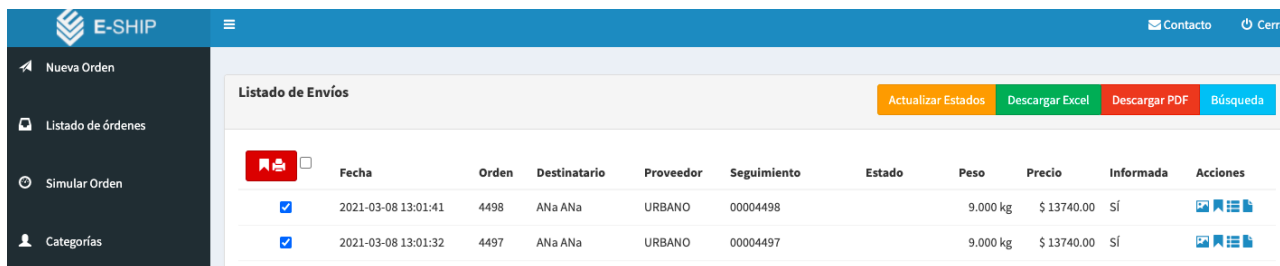 E-SHIP
Contacto Cerr
Nueva Orden
Listado de Envíos
Actualizar Estados Descargar Excel Descargar PDF Búsqueda
Listado de órdenes
Fecha Orden Destinatario Proveedor Seguimiento Estado Peso Precio Informada Acciones
Simular Orden
2021-03-08 13:01:41 4498 ANa ANa URBANO 00004498 9.000 kg $ 13740.00 SÍ
Categorías
2021-03-08 13:01:32 4497 ANa ANa URBANO 00004497 9.000 kg $ 13740.00 SÍ